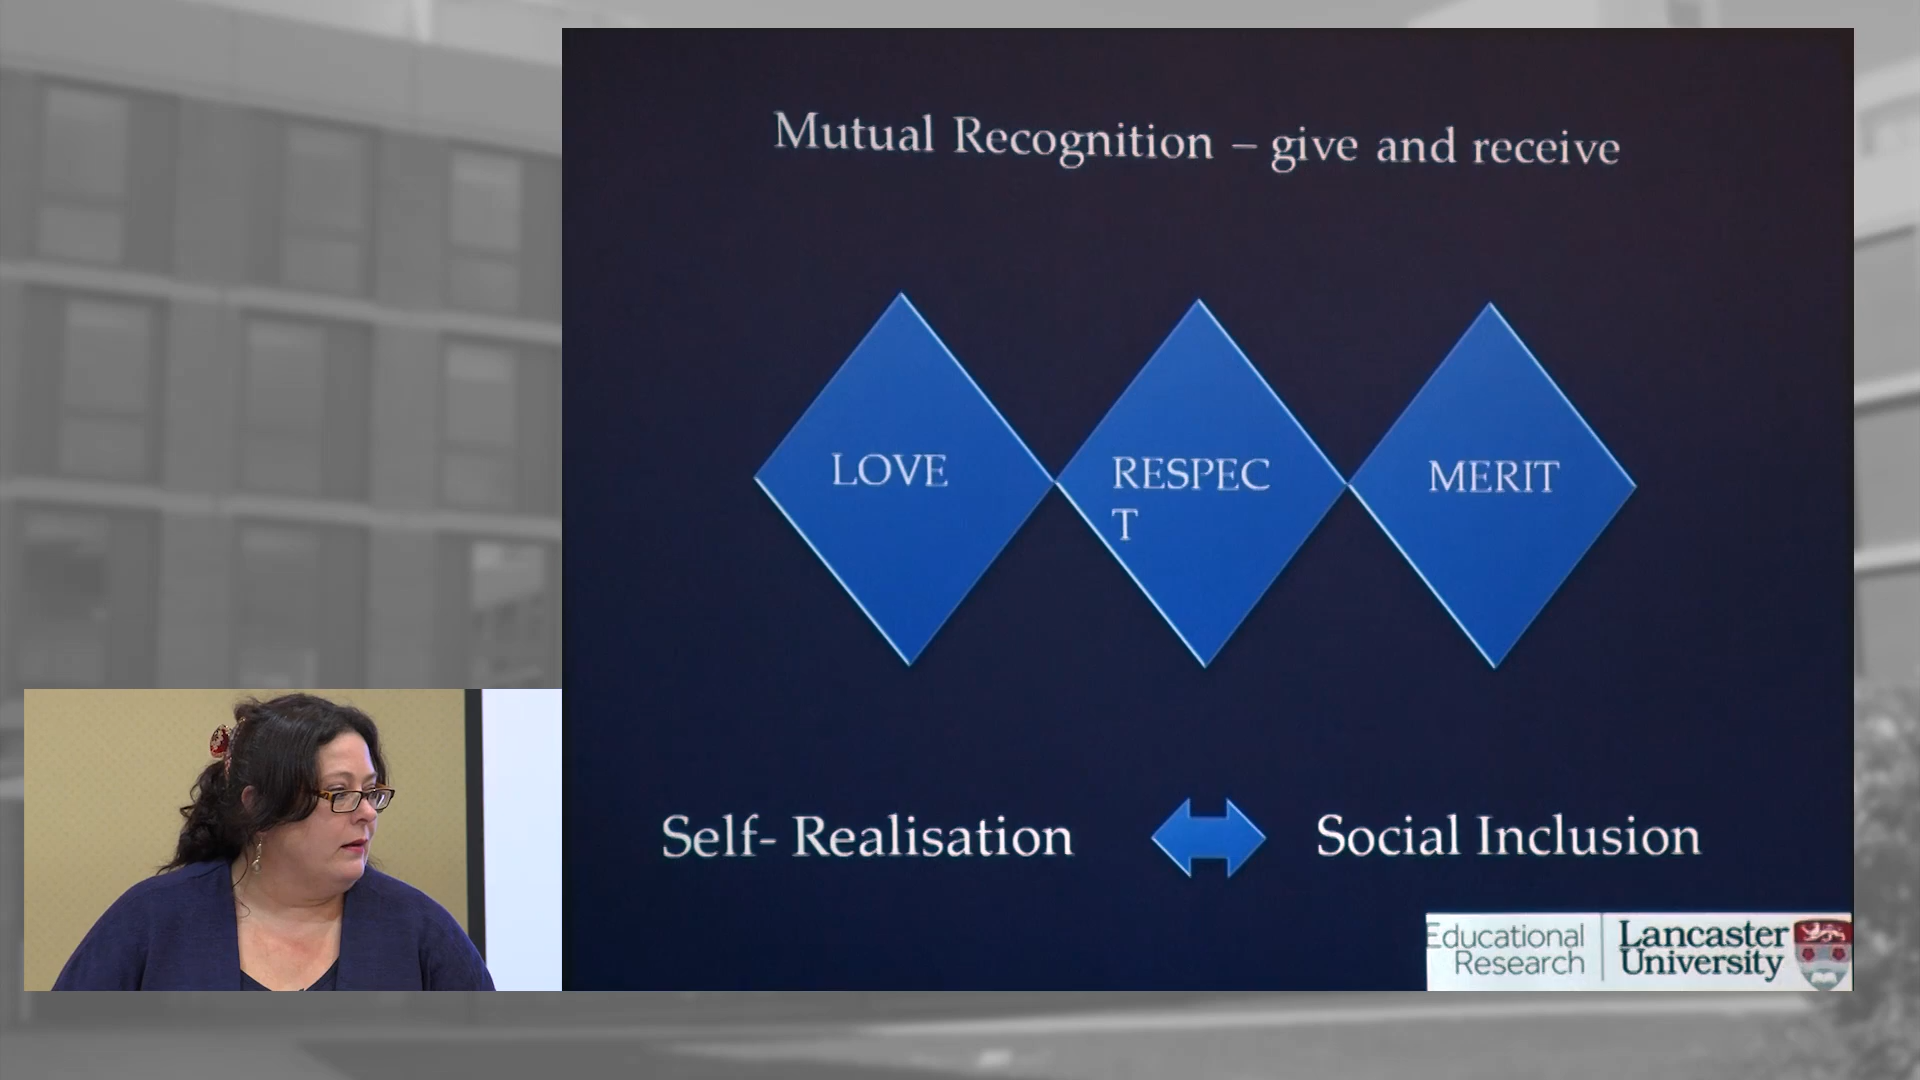 Mutual Recognition – give and receive
LOVE
RESPEC
T
MERIT
Self- Realisation
Social Inclusion
Educational
Research
Lancaster
University